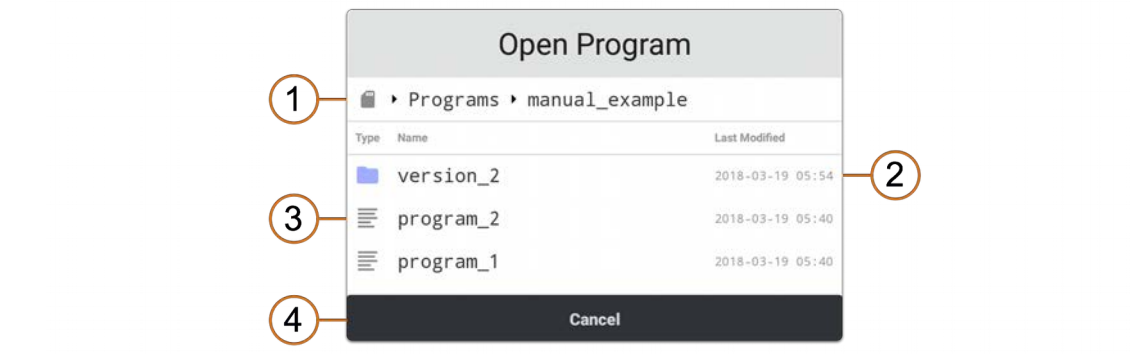 Open Program
1 Programs manual_example
Type Name Last Modified
version_2 2018-03-19 05:54 2
3 program_2 2018-03-19 05:40
program_1 2018-03-19 05:40
4 Cancel